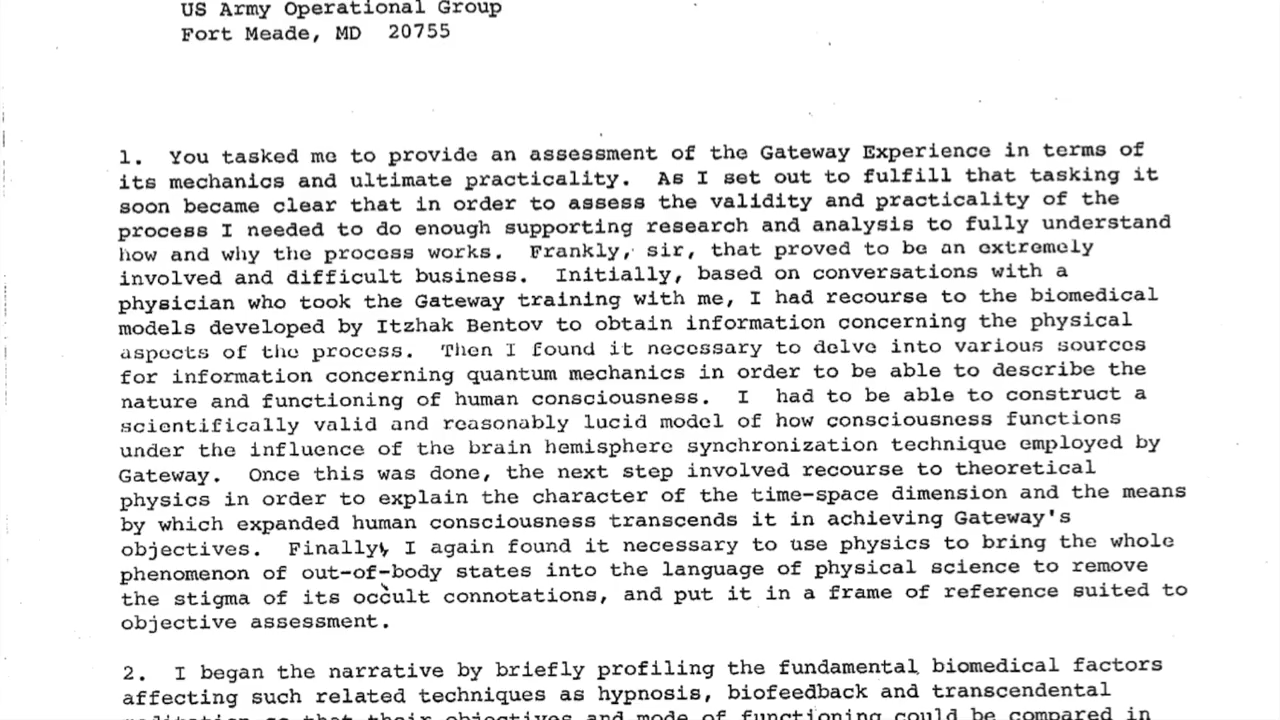 US Army Operational Group
Fort Meade, MD 20755
1. You tasked me to provide an assessment of the Gateway Experience in terms of
its mechanics and ultimate practicality. As I set out to fulfill that tasking it
soon became clear that in order to assess the validity and practicality of the
process I needed to do enough supporting research and analysis to fully understand
how and why the process works. Frankly, sir, that proved to be an extremely
involved and difficult business. Initially, based on conversations with a
physician who took the Gateway training with me, I had recourse to the biomedical
models developed by Itzhak Bentov to obtain information concerning the physical
aspects of the process. Then I found it necessary to delve into various sources
for information concerning quantum mechanics in order to be able to describe the
nature and functioning of human consciousness. I had to be able to construct a
scientifically valid and reasonably lucid model of how consciousness functions
under the influence of the brain hemisphere synchronization technique employed by
Gateway. Once this was done, the next step involved recourse to theoretical
physics in order to explain the character of the time-space dimension and the means
by which expanded human consciousness transcends it in achieving Gateway's
objectives. Finally, I again found it necessary to use physics to bring the whole
phenomenon of out-of-body states into the language of physical science to remove
the stigma of its occult connotations, and put it in a frame of reference suited to
objective assessment.
2. I began the narrative by briefly profiling the fundamental biomedical factors
affecting such related techniques as hypnosis, biofeedback and transcendental
meditation so that their objectives and mode of functioning could be compared in